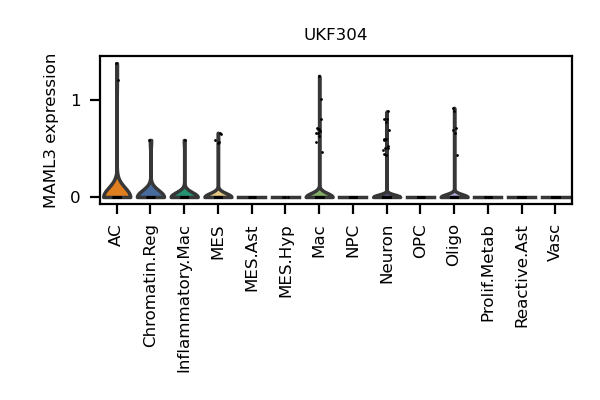 UKF304
MAML3 expression
1
0
AC
Chromatin.Reg
Inflammatory.Mac
MES
MES.Ast
MES.Hyp
Mac
NPC
Neuron
OPC
Oligo
Prolif.Metab
Reactive.Ast
Vasc